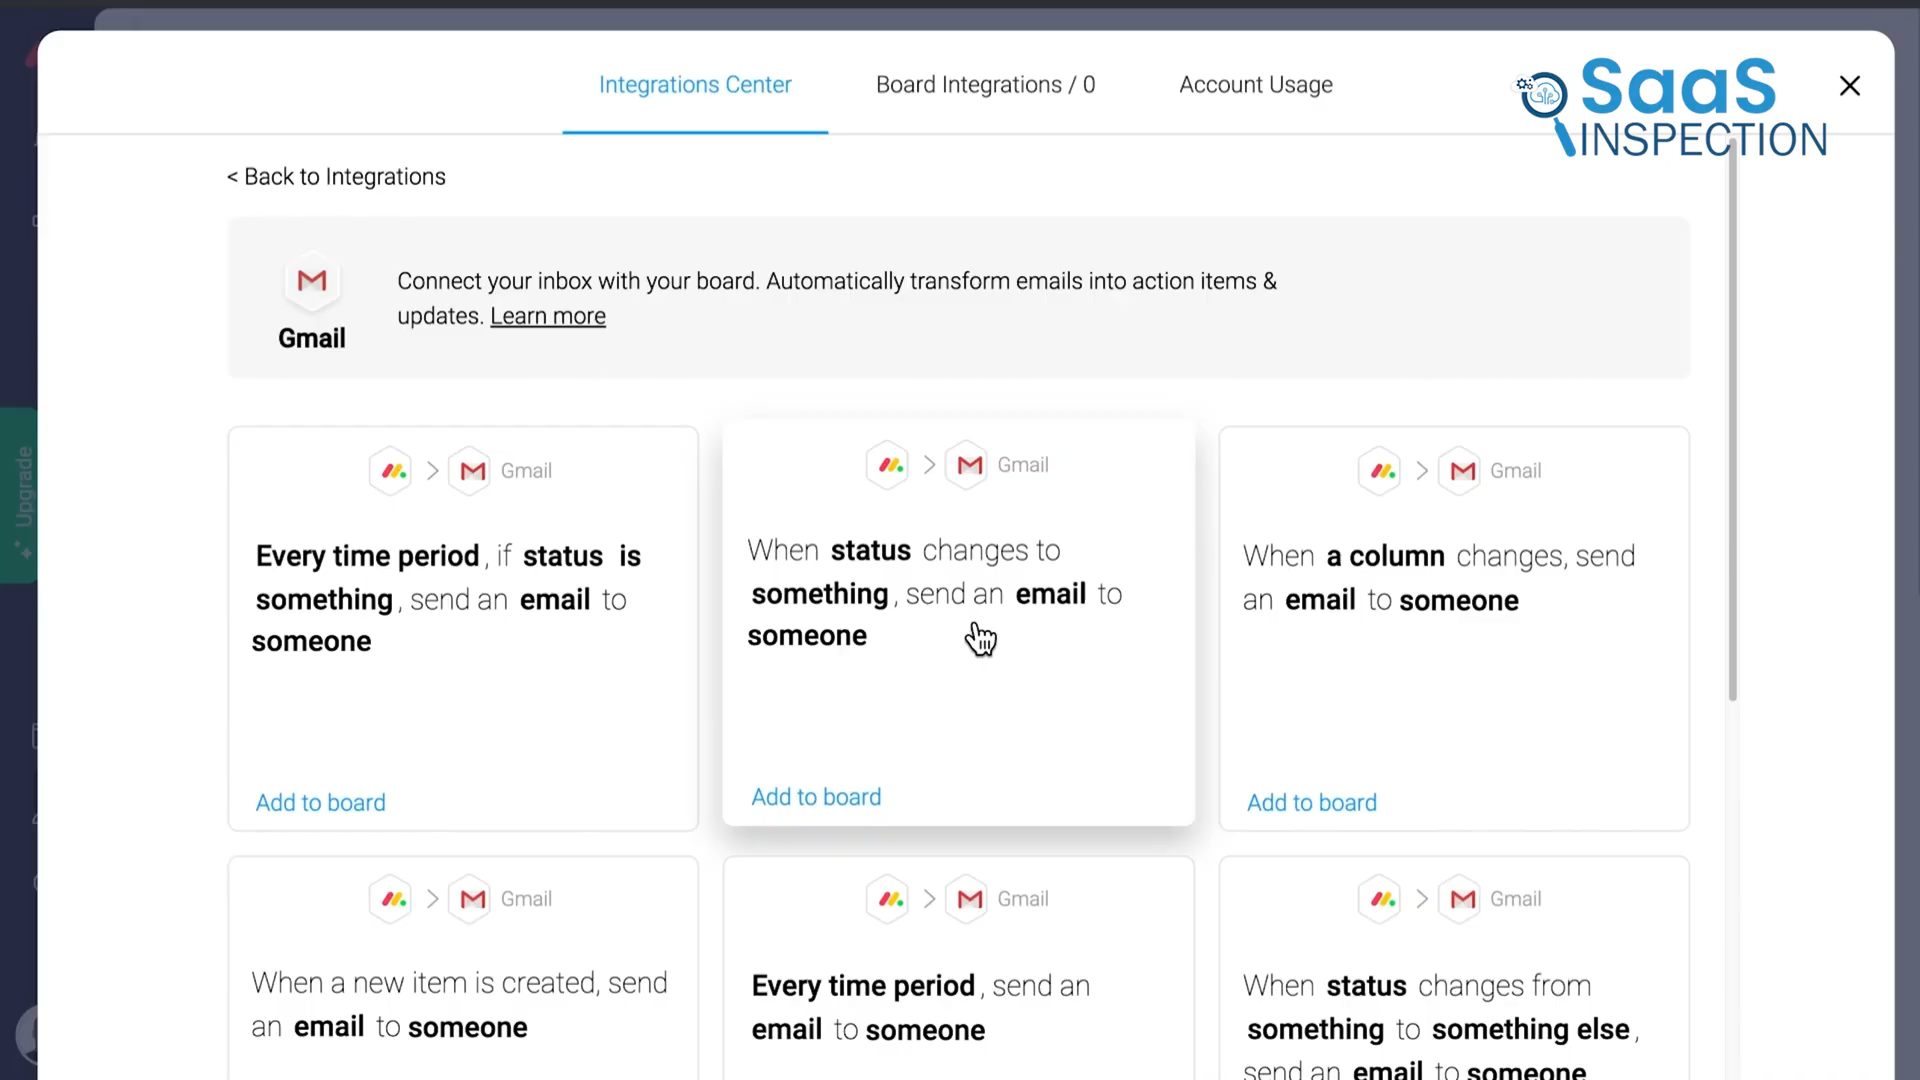 Integrations Center
Board Integrations / 0
Account Usage
SaaS
INSPECTION
< Back to Integrations
Gmail
Connect your inbox with your board. Automatically transform emails into action items &
updates. Learn more
Upgrade
Gmail
Every time period, if status is
something, send an email to
someone
Add to board
Gmail
When status changes to
something, send an email to
someone
Add to board
Gmail
When a column changes, send
an email to someone
Add to board
Gmail
When a new item is created, send
an email to someone
Gmail
Every time period, send an
email to someone
Gmail
When status changes from
something to something else,
send an email to someone